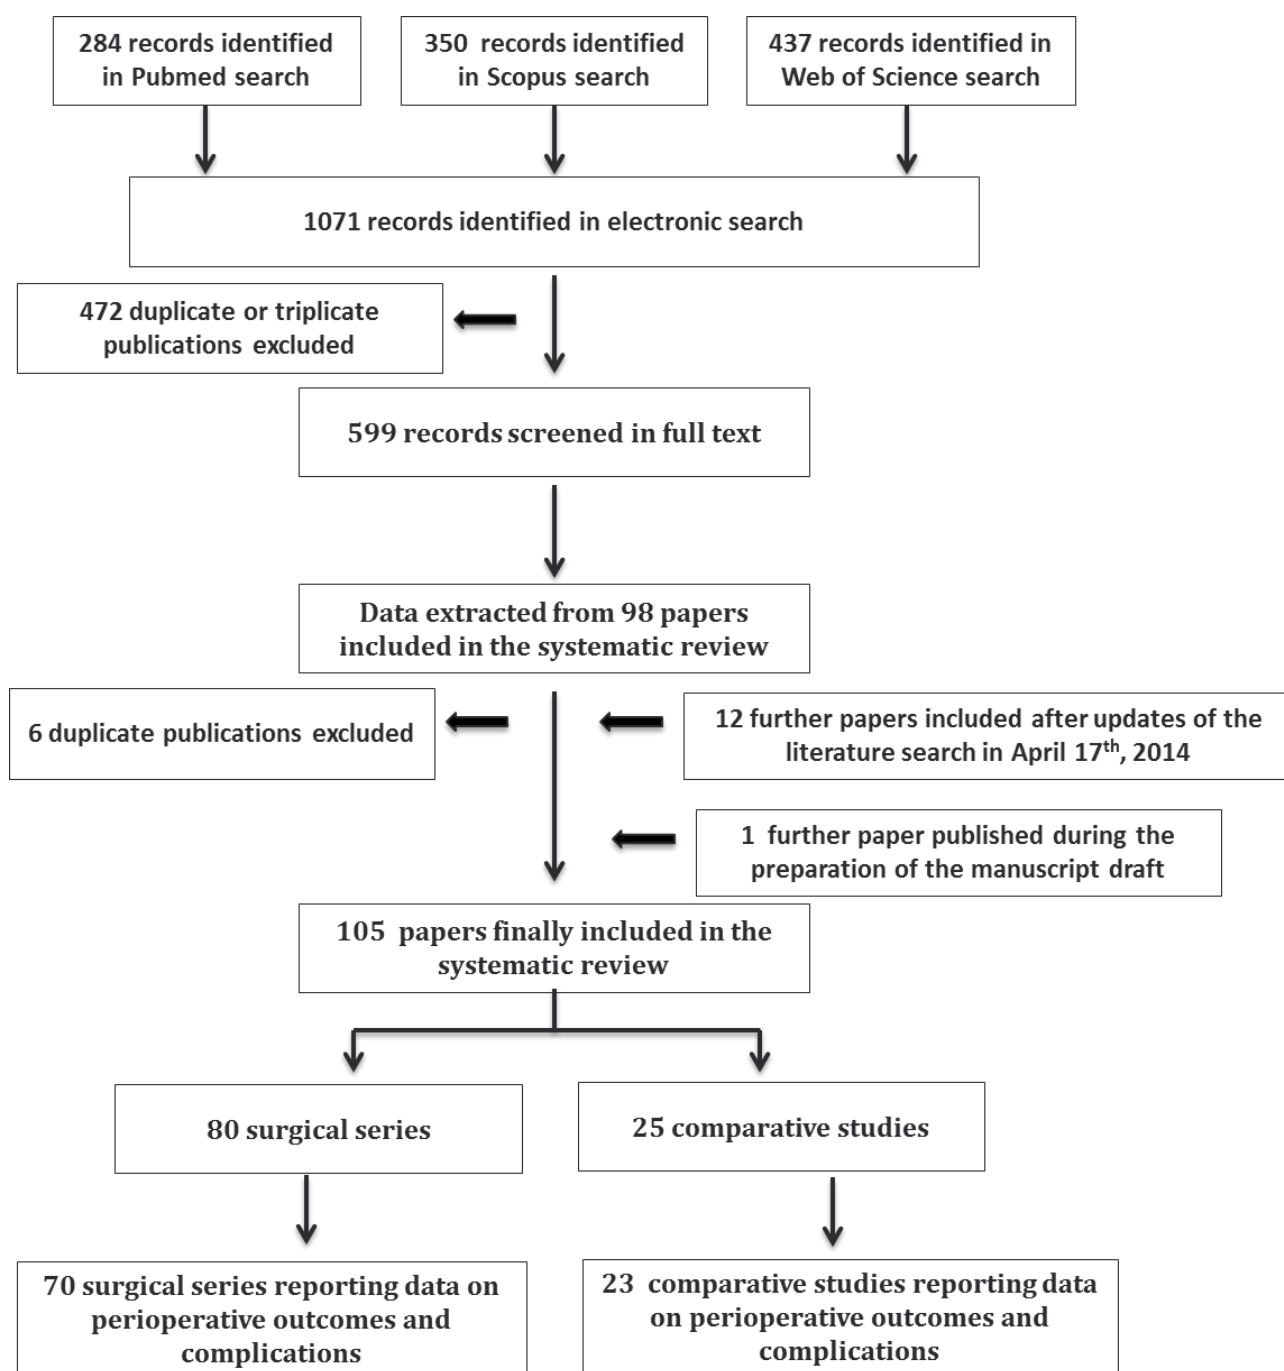 284 records identified
in Pubmed search
350 records identified
in Scopus search
437 records identified in
Web of Science search
1071 records identified in electronic search
472 duplicate or triplicate
publications excluded
599 records screened in full text
Data extracted from 98 papers
included in the systematic review
6 duplicate publications excluded
12 further papers included after updates of the
literature search in April 17th, 2014
1 further paper published during the
preparation of the manuscript draft
105 papers finally included in the
systematic review
80 surgical series
25 comparative studies
70 surgical series reporting data on
perioperative outcomes and
complications
23 comparative studies reporting data
on perioperative outcomes and
complications